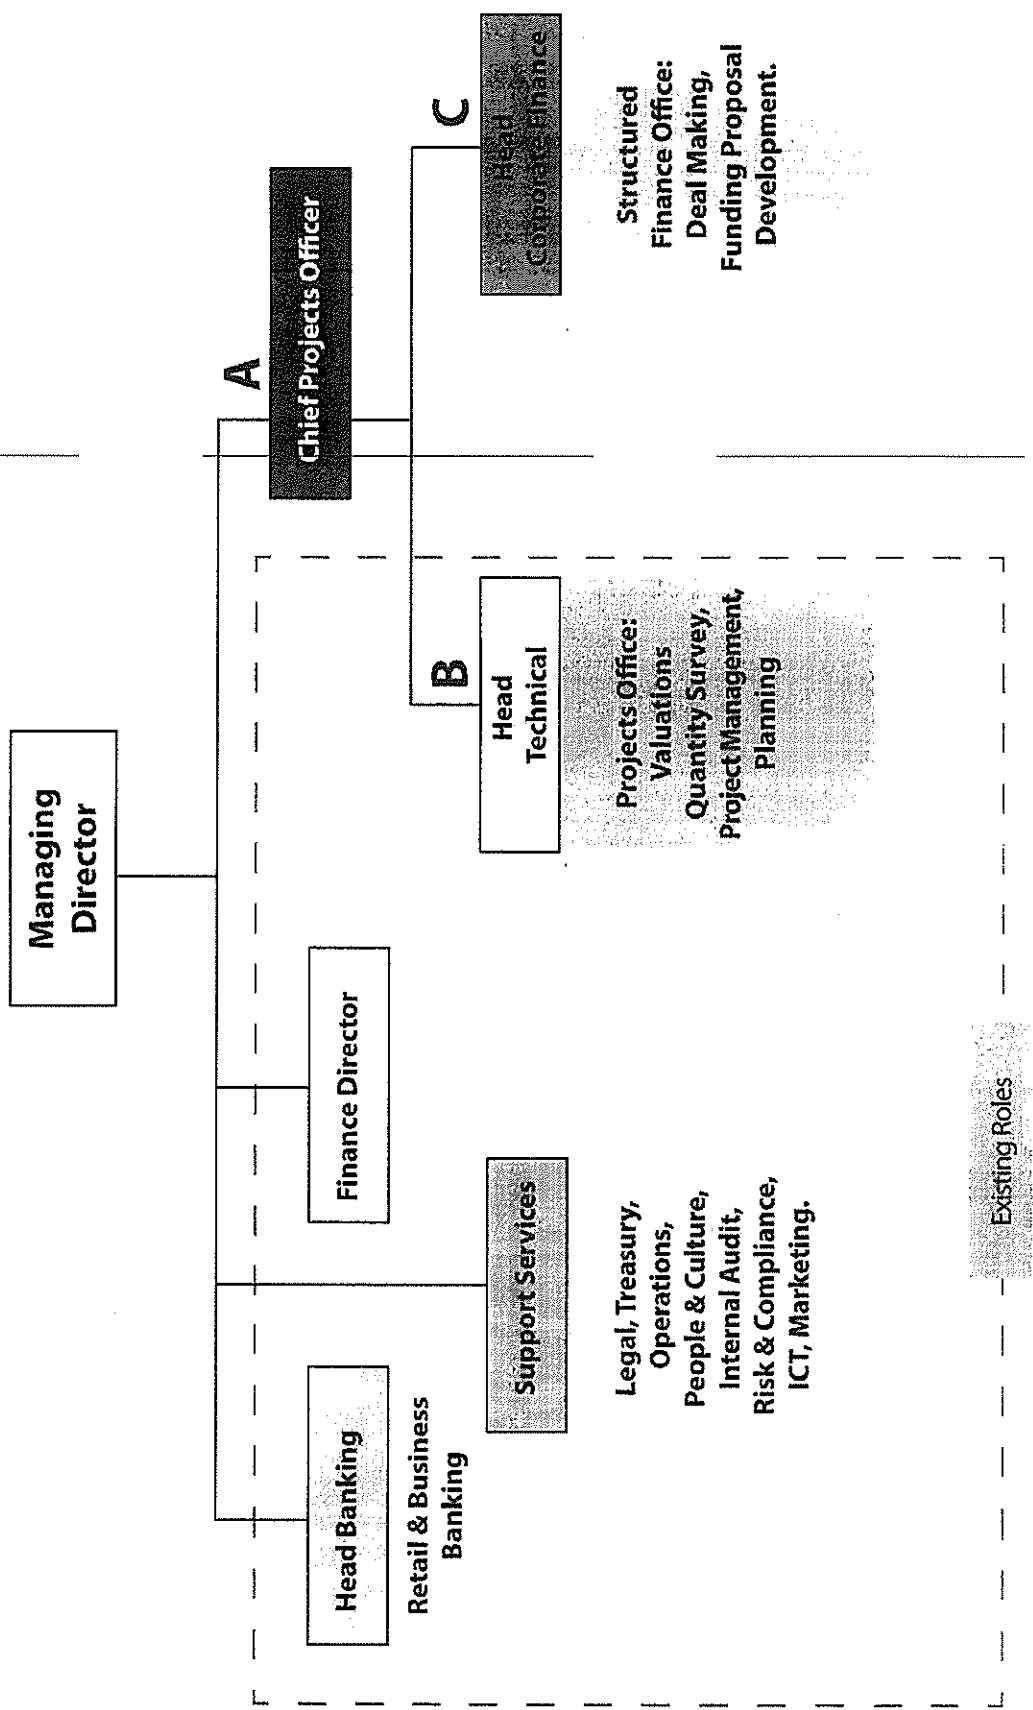 Managing
Director
A
Chief Projects Officer
Head Banking
Retail & Business
Banking
Finance Director
Support Services
Legal, Treasury,
Operations,
People & Culture,
Internal Audit,
Risk & Compliance,
ICT, Marketing.
B
Head
Technical
Projects Office:
Valuations
Quantity Survey,
Project Management,
Planning
C
Head
Corporate Finance
Structured
Finance Office:
Deal Making,
Funding Proposal
Development.
Existing Roles